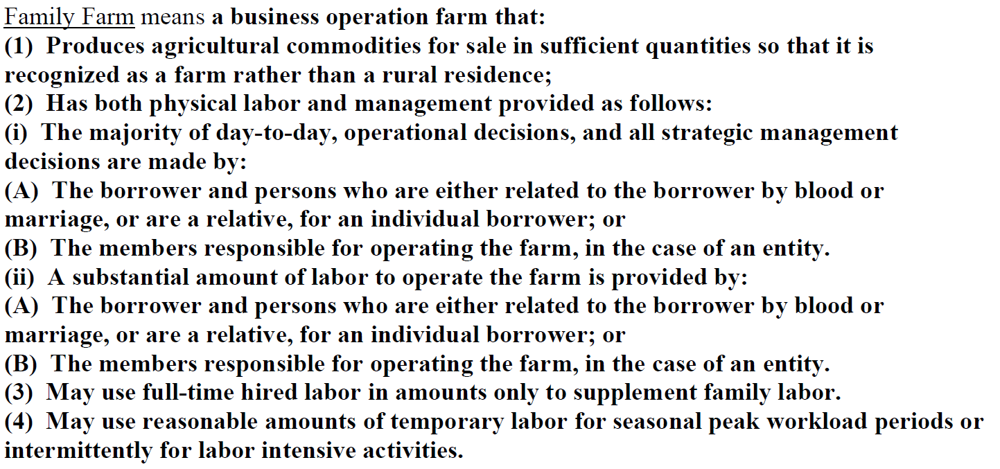 Family Farm means a business operation farm that:
(1)  Produces agricultural commodities for sale in sufficient quantities so that it is
recognized as a farm rather than a rural residence;
(2)  Has both physical labor and management provided as follows:
(i)  The majority of day-to-day, operational decisions, and all strategic management
decisions are made by:
(A)  The borrower and persons who are either related to the borrower by blood or
marriage, or are a relative, for an individual borrower; or
(B)  The members responsible for operating the farm, in the case of an entity.
(ii)  A substantial amount of labor to operate the farm is provided by:
(A)  The borrower and persons who are either related to the borrower by blood or
marriage, or are a relative, for an individual borrower; or
(B)  The members responsible for operating the farm, in the case of an entity.
(3)  May use full-time hired labor in amounts only to supplement family labor.
(4)  May use reasonable amounts of temporary labor for seasonal peak workload periods or
intermittently for labor intensive activities.